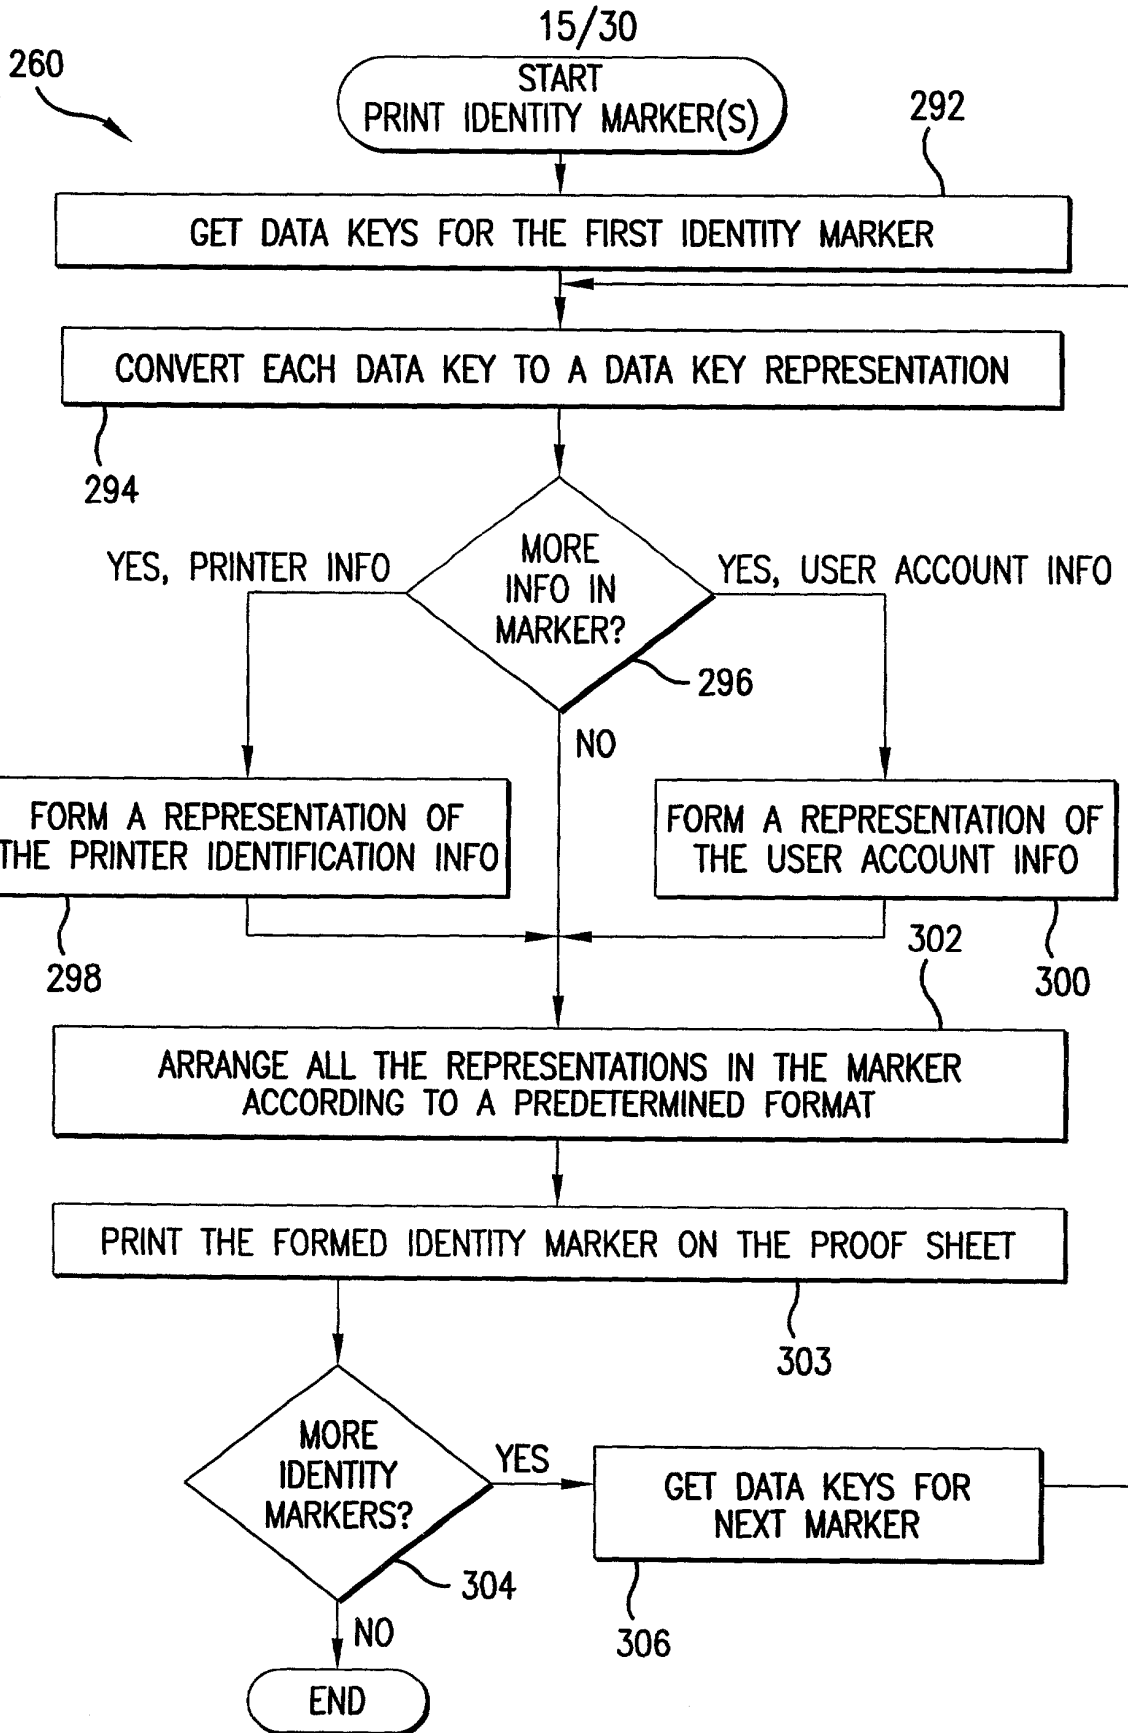 15/30
260
START
PRINT IDENTITY MARKER(S)
292
GET DATA KEYS FOR THE FIRST IDENTITY MARKER
CONVERT EACH DATA KEY TO A DATA KEY REPRESENTATION
294
MORE
INFO IN
MARKER?
YES, PRINTER INFO
YES, USER ACCOUNT INFO
296
NO
FORM A REPRESENTATION OF
THE PRINTER IDENTIFICATION INFO
FORM A REPRESENTATION OF
THE USER ACCOUNT INFO
298
302
300
ARRANGE ALL THE REPRESENTATIONS IN THE MARKER
ACCORDING TO A PREDETERMINED FORMAT
PRINT THE FORMED IDENTITY MARKER ON THE PROOF SHEET
303
MORE
IDENTITY
MARKERS?
YES
GET DATA KEYS FOR
NEXT MARKER
304
306
NO
END